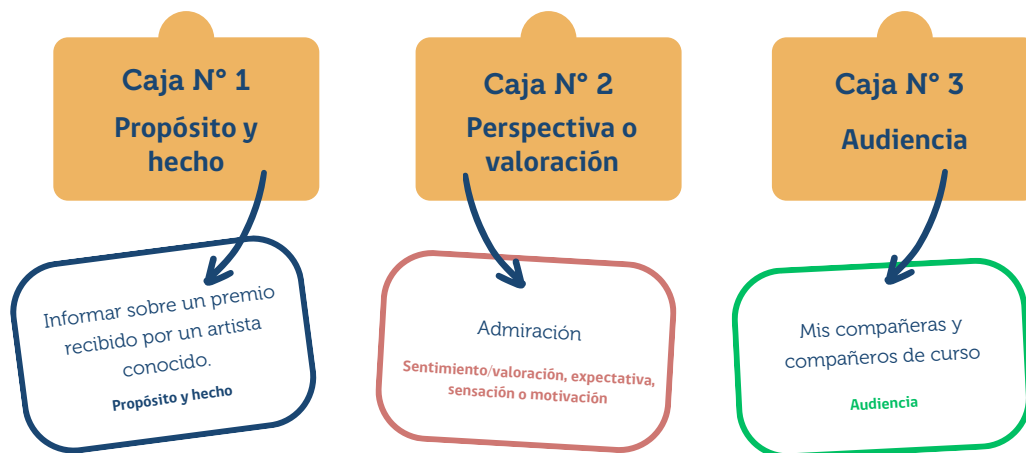 Caja N° 1
Propósito y
hecho
Informar sobre un premio
recibido por un artista
conocido.
Propósito y hecho
Caja N° 2
Perspectiva o
valoración
Admiración
Sentimiento/valoración, expectativa,
sensación o motivación
Caja N° 3
Audiencia
Mis compañeras y
compañeros de curso
Audiencia